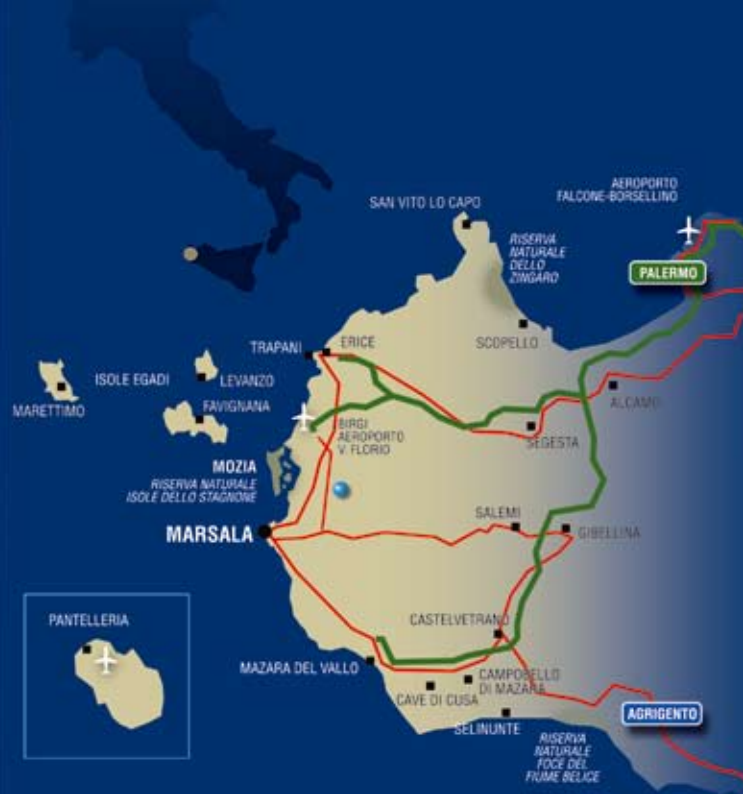 AEROPORTO
FALCONE-BORSELLINO
SAN VITO LO CAPO
RISERVA
NATURALE
DELLO
ZINGARO
PALERMO
TRAPANI
ERICE
SCOPELLO
ISOLE EGADI
LEVANZO
MARETTIMO
FAVIGNANA
ALCAMO
BIRGI
AEROPORTO
V. FLORIO
SEGESTA
MOZIA
RISERVA NATURALE
ISOLE DELLO STAGNONE
SALEMI
MARSALA
GIBELLINA
PANTELLERIA
CASTELVETRANO
MAZARA DEL VALLO
CAMPOBELLO
DI MAZARA
CAVE DI CUSA
SELINUNTE
AGRIGENTO
RISERVA
NATURALE
FOCE DEL
FIUME BELICE